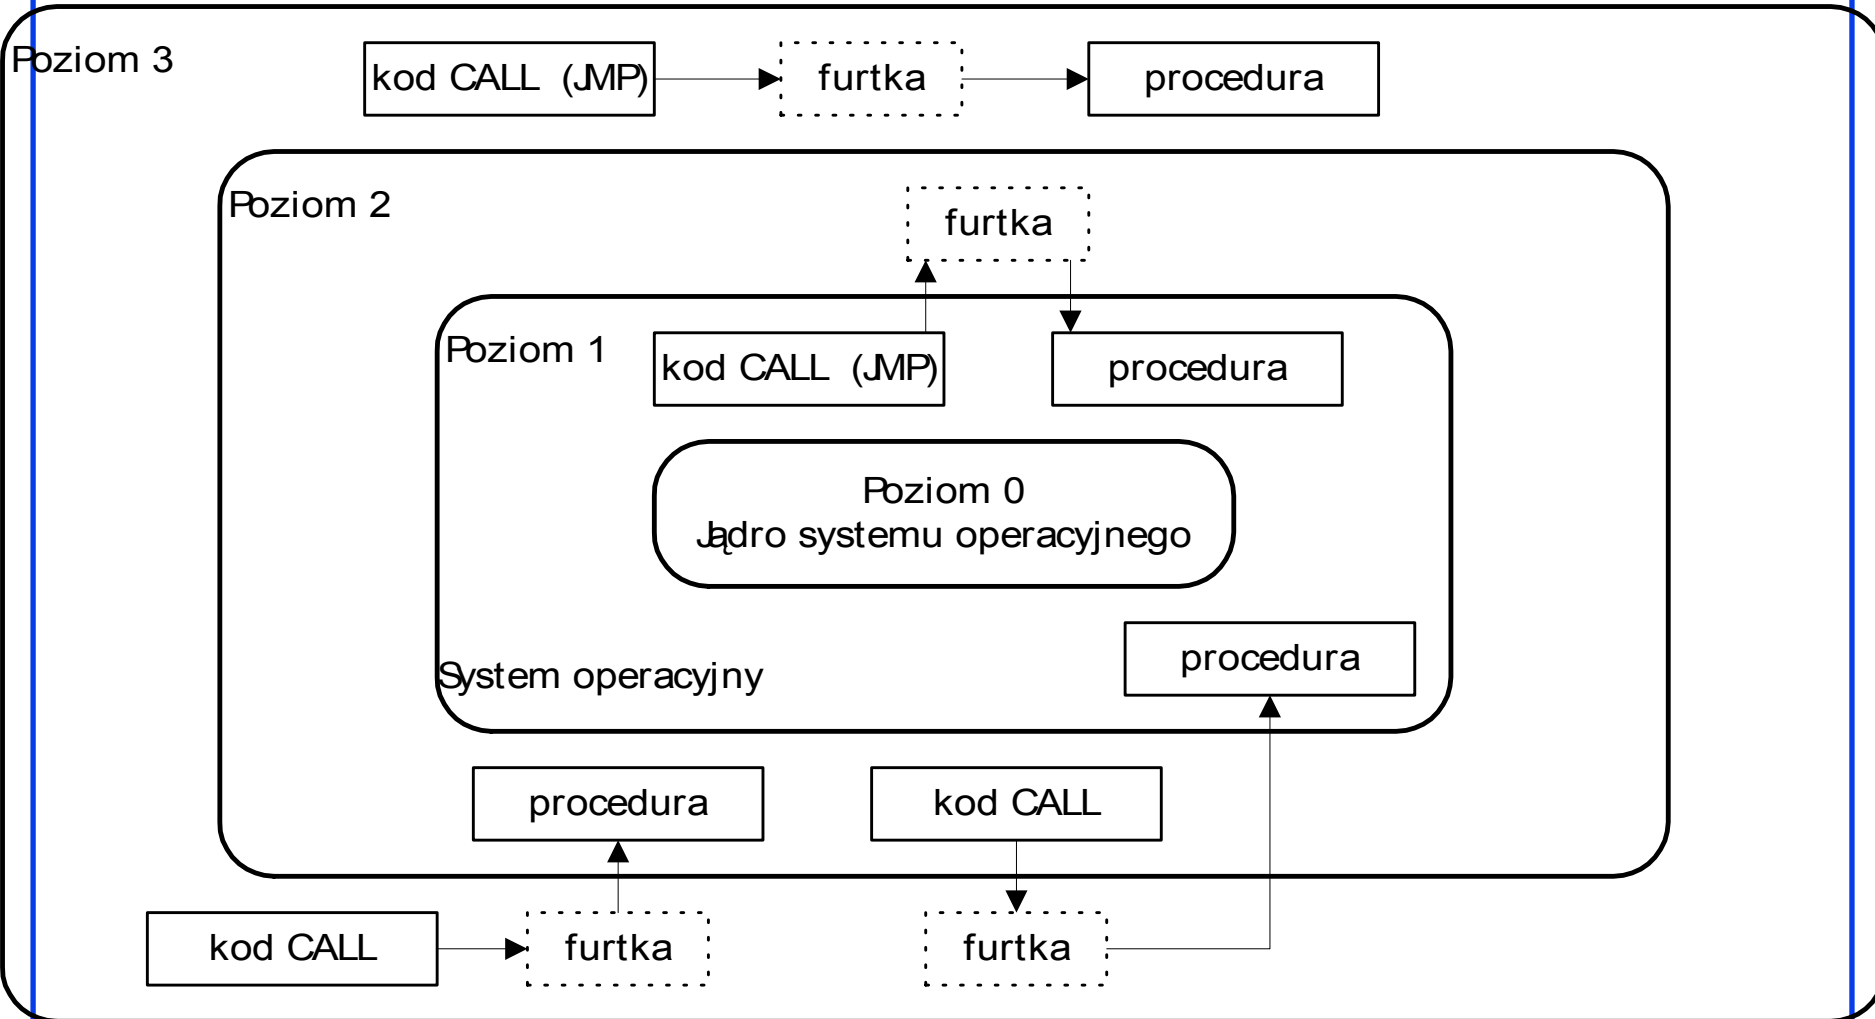 Poziom 3
kod CALL (JMP)
furtka
procedura
Poziom 2
furtka
Poziom 1
kod CALL (JMP)
procedura
Poziom 0
Jądro systemu operacyjnego
procedura
System operacyjny
procedura
kod CALL
kod CALL
furtka
furtka